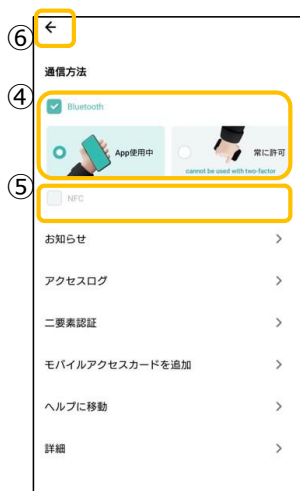 ⑥
通信方法
④
Bluetooth
App使用中
常に許可
cannot be used with two-factor
⑤
NFC
お知らせ
アクセスログ
二要素認証
モバイルアクセスカードを追加
ヘルプに移動
詳細